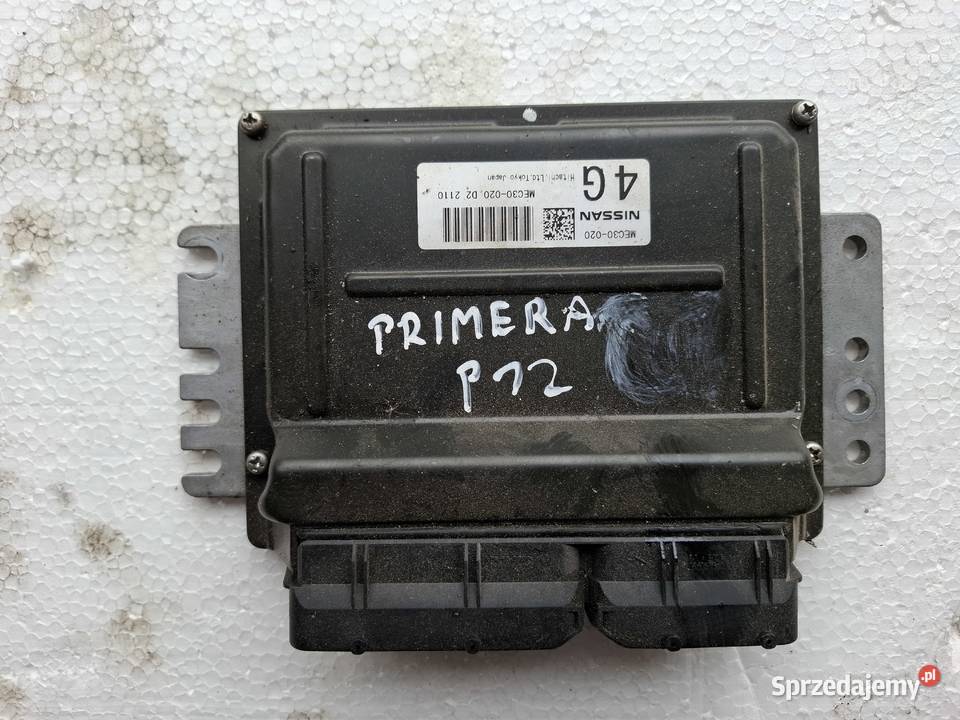 MEC30-020
NISSAN
4G
MEC30-020 D2 2110
Hitachi, Ltd. Tokyo Japan
PRIMERA
P12
Sprzedajemy.pl